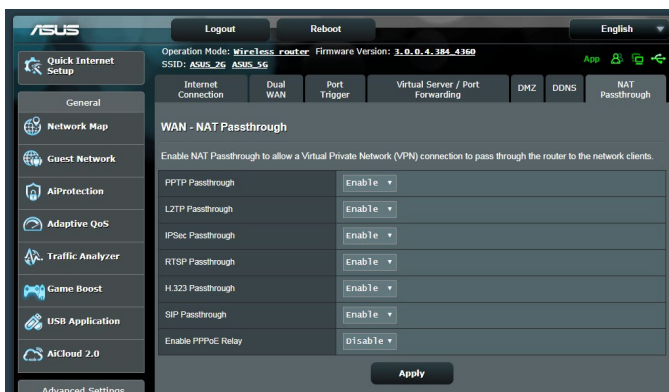 ASUS
Logout
Reboot
English
Quick Internet
Setup
General
Network Map
Guest Network
AiProtection
Adaptive QoS
Traffic Analyzer
Game Boost
USB Application
AiCloud 2.0
Advanced Settings
Operation Mode: Wireless router Firmware Version: 3.0.0.4.384_4360
SSID: ASUS_2G ASUS_5G
App
Internet
Connection
Dual
WAN
Port
Trigger
Virtual Server / Port
Forwarding
DMZ
DDNS
NAT
Passthrough
WAN - NAT Passthrough
Enable NAT Passthrough to allow a Virtual Private Network (VPN) connection to pass through the router to the network clients.
PPTP Passthrough Enable
L2TP Passthrough Enable
IPSec Passthrough Enable
RTSP Passthrough Enable
H.323 Passthrough Enable
SIP Passthrough Enable
Enable PPPoE Relay Disable
Apply